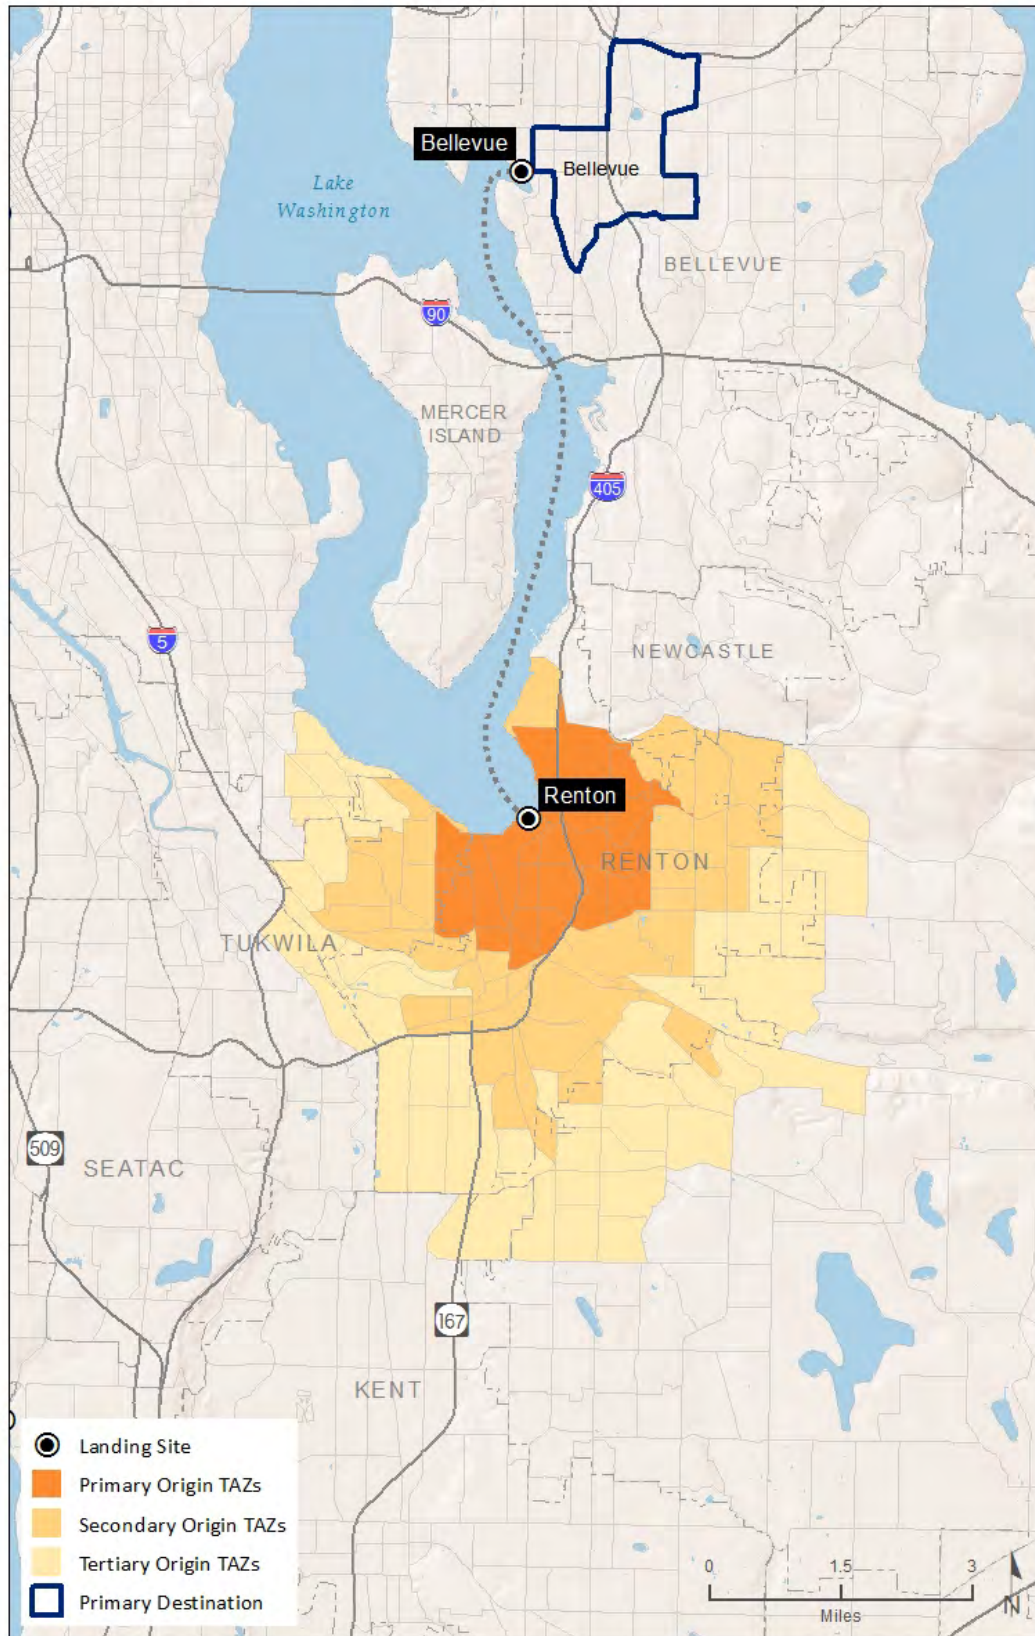 Bellevue
Bellevue
Lake
Washington
BELLEVUE
90
MERCER
ISLAND
405
5
NEWCASTLE
Renton
RENTON
TUKWILA
509
SEATAC
167
KENT
Landing Site
Primary Origin TAZs
Secondary Origin TAZs
Tertiary Origin TAZs
Primary Destination
0 1.5 3
Miles
N